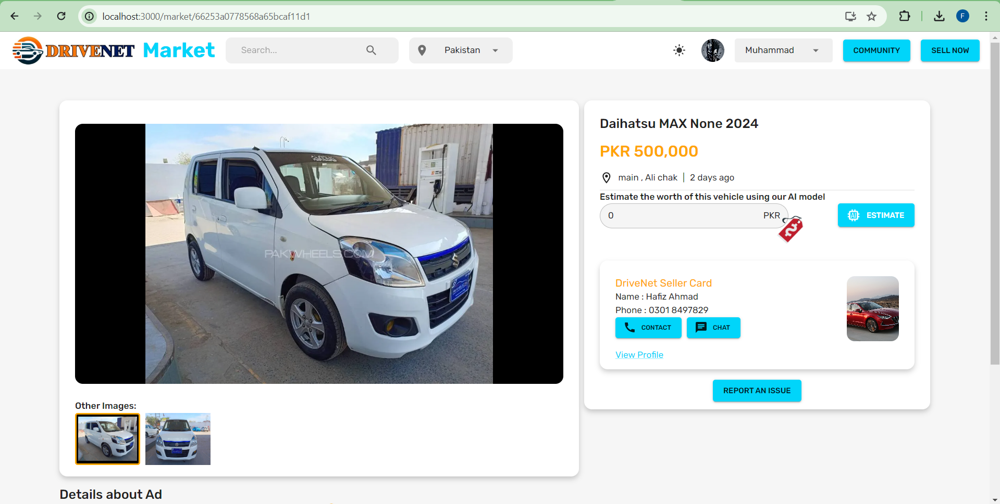 localhost:3000/market/66253a0778568a65bcaf11d1
F
DRIVENET Market
Search...
Pakistan
Muhammad
COMMUNITY
SELL NOW
PAKWHEELS.COM
Daihatsu MAX None 2024
PKR 500,000
main , Ali chak | 2 days ago
Estimate the worth of this vehicle using our AI model
0 PKR
AI ESTIMATE
DriveNet Seller Card
Name : Hafiz Ahmad
Phone : 0301 8497829
CONTACT
CHAT
View Profile
REPORT AN ISSUE
Other Images:
Details about Ad